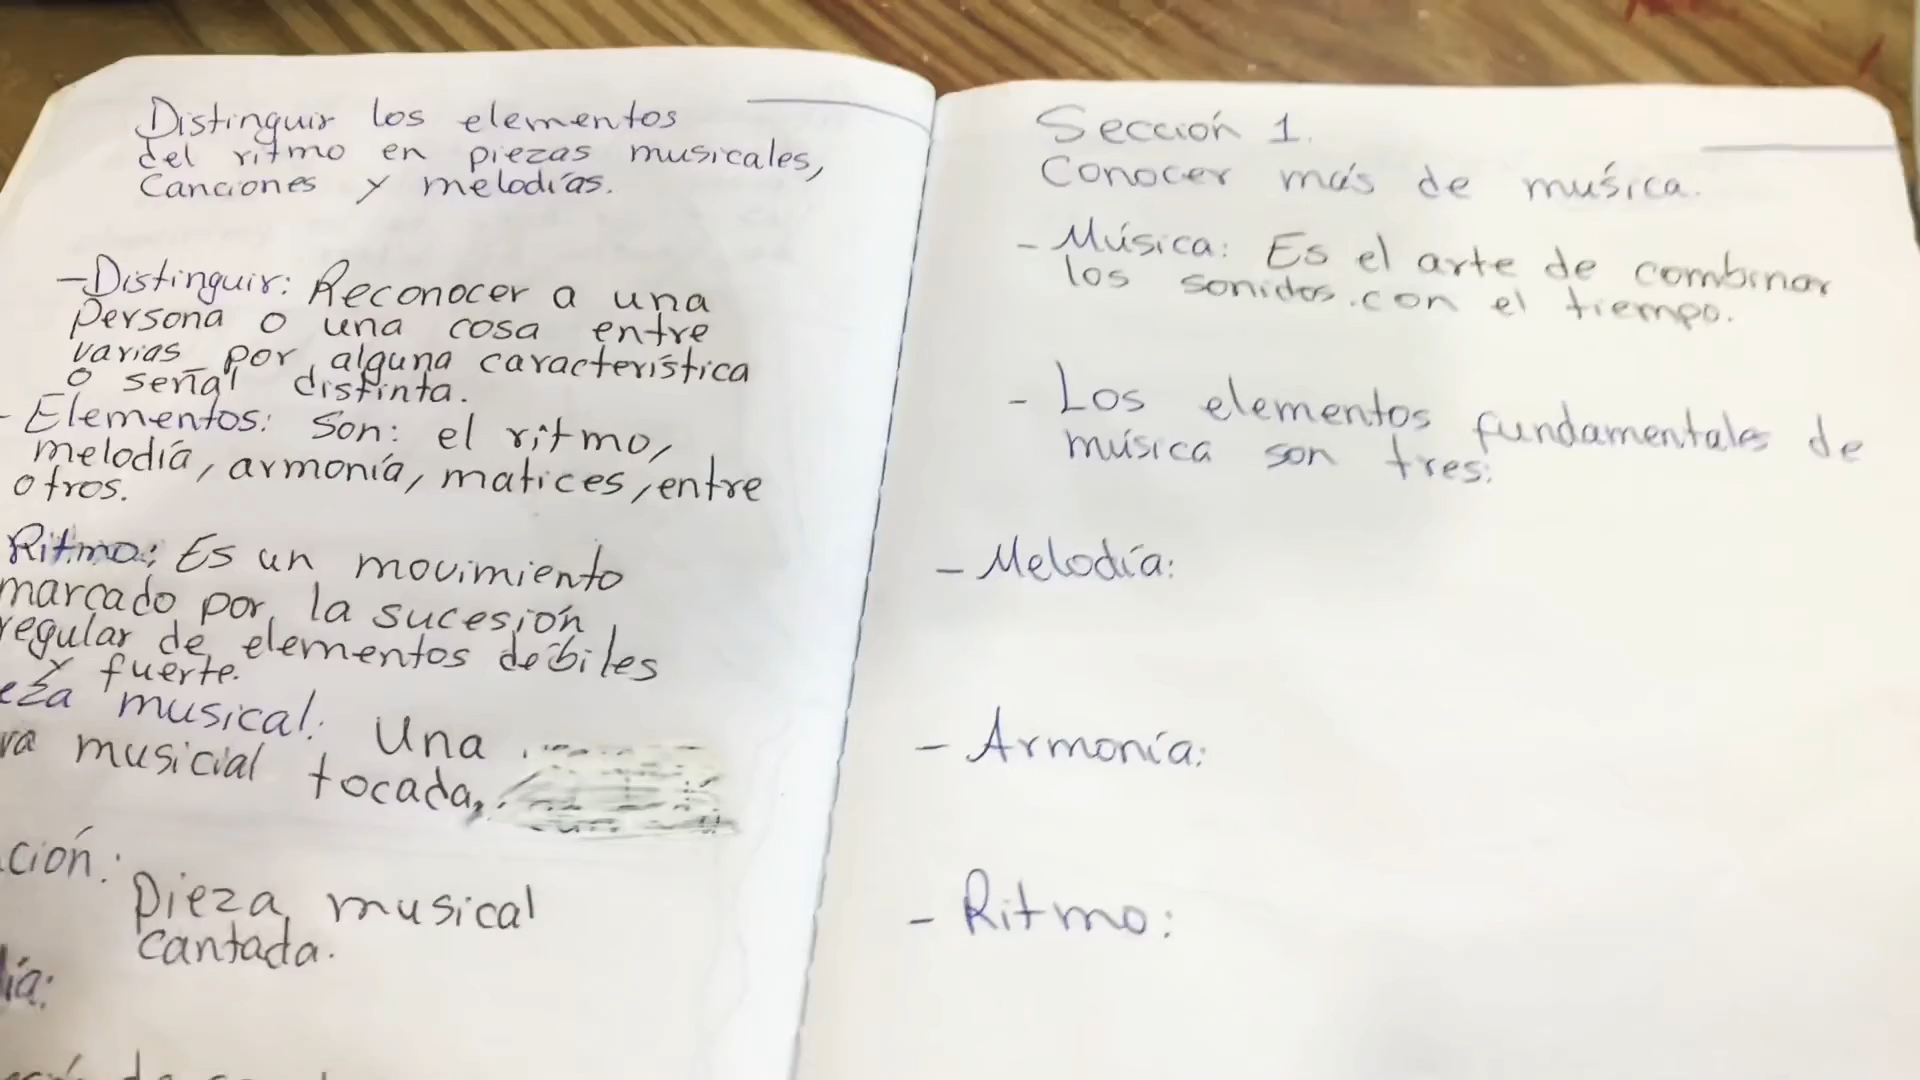 Distinguir los elementos
del ritmo en piezas musicales,
Canciones y melodías.
- Distinguir: Reconocer a una
persona o una cosa entre
varias por alguna característica
o señal distinta.
- Elementos: Son: el ritmo,
melodía, armonía, matices, entre
otros.
Ritmo: Es un movimiento
marcado por la sucesión
regular de elementos débiles
y fuerte.
eza musical: Una
ra musicial tocada,
ción:
Pieza musical
cantada.
ía:
Sección 1.
Conocer más de música.
- Música: Es el arte de combinar
los sonidos con el tiempo.
- Los elementos fundamentales de
música son tres:
- Melodía:
- Armonía:
- Ritmo: